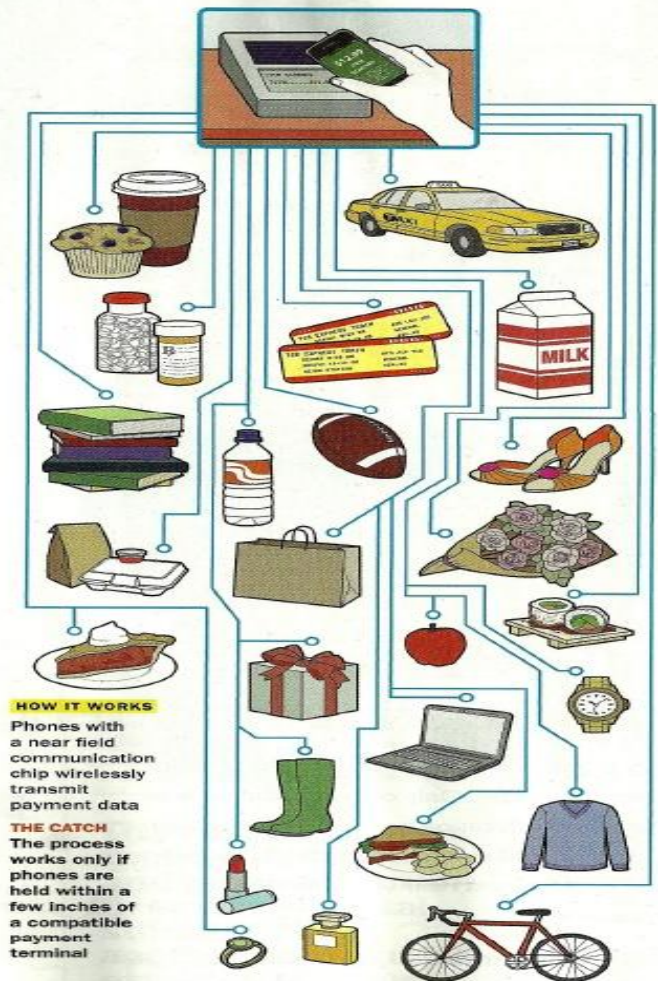 $12.99
TAXI
MILK
HOW IT WORKS
Phones with
a near field
communication
chip wirelessly
transmit
payment data
THE CATCH
The process
works only if
phones are
held within a
few inches of
a compatible
payment
terminal